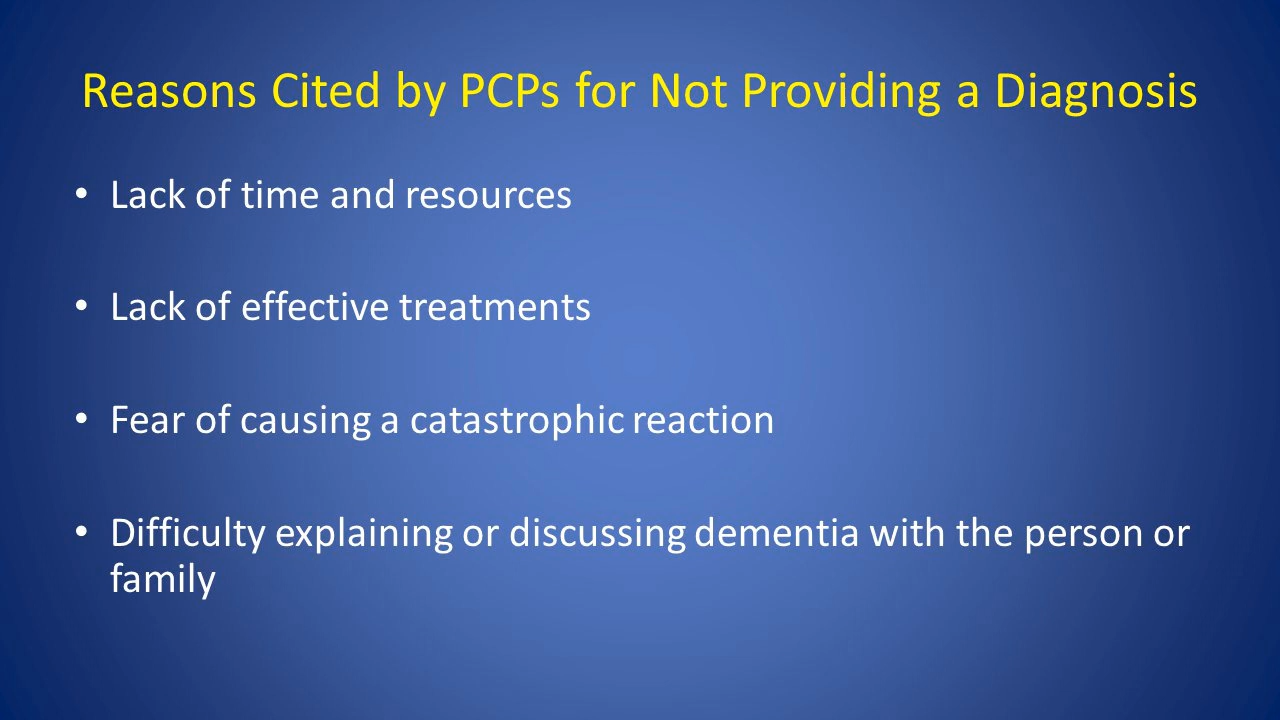 Reasons Cited by PCPs for Not Providing a Diagnosis
• Lack of time and resources
• Lack of effective treatments
• Fear of causing a catastrophic reaction
• Difficulty explaining or discussing dementia with the person or
family